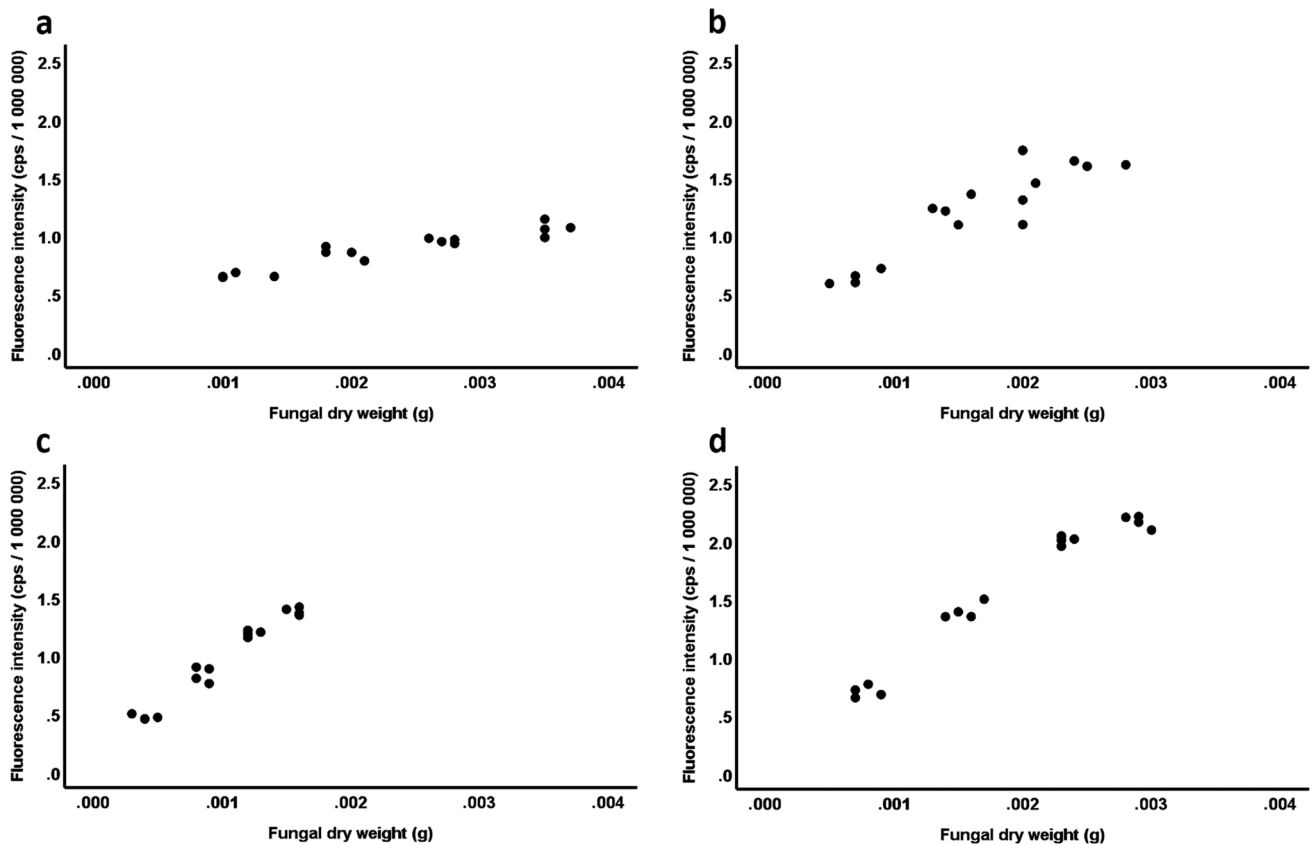 a
Fluorescence intensity (cps / 1 000 000)
2.5
2.0
1.5
1.0
.5
.0
.000 .001 .002 .003 .004
Fungal dry weight (g)
b
Fluorescence intensity (cps / 1 000 000)
2.5
2.0
1.5
1.0
.5
.0
.000 .001 .002 .003 .004
Fungal dry weight (g)
c
Fluorescence intensity (cps / 1 000 000)
2.5
2.0
1.5
1.0
.5
.0
.000 .001 .002 .003 .004
Fungal dry weight (g)
d
Fluorescence intensity (cps / 1 000 000)
2.5
2.0
1.5
1.0
.5
.0
.000 .001 .002 .003 .004
Fungal dry weight (g)